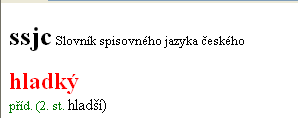 ssjc Slovník spisovného jazyka českého
hladký
příd. (2. st. hladší)